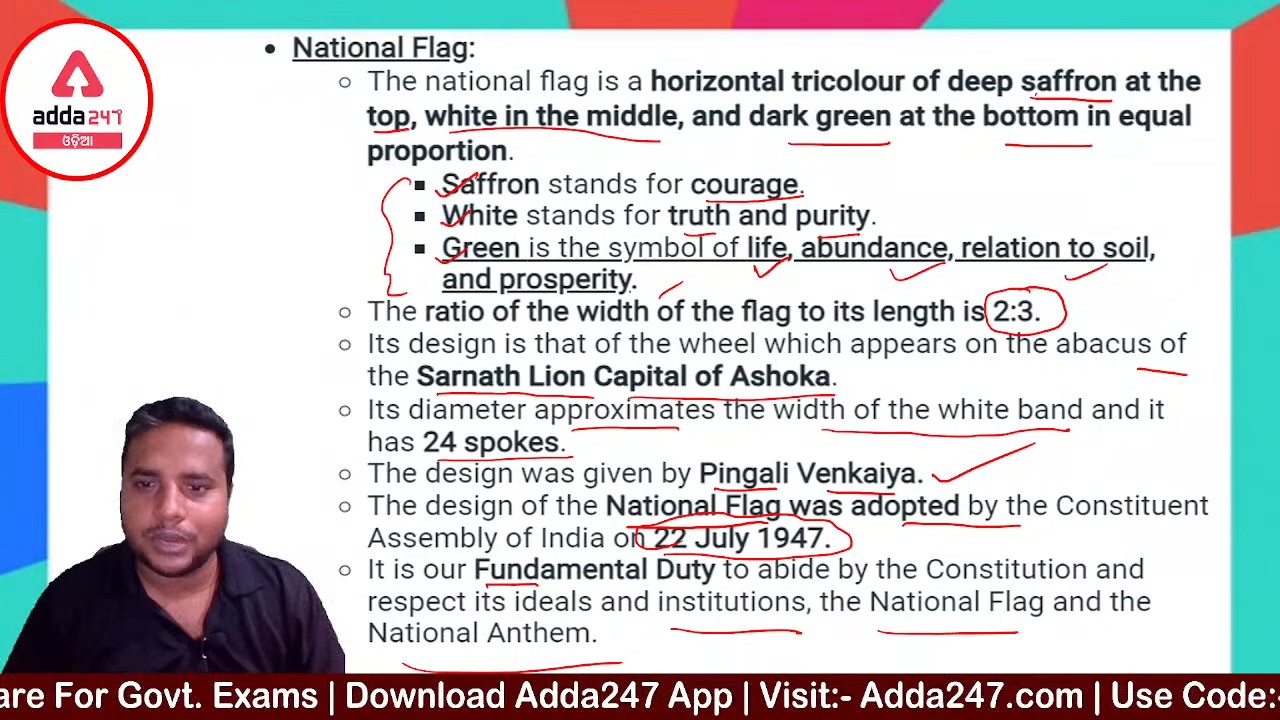 adda247
ଓଡ଼ିଆ
• National Flag:
○ The national flag is a horizontal tricolour of deep saffron at the
top, white in the middle, and dark green at the bottom in equal
proportion.
▪ Saffron stands for courage.
▪ White stands for truth and purity.
▪ Green is the symbol of life, abundance, relation to soil,
and prosperity.
○ The ratio of the width of the flag to its length is 2:3.
○ Its design is that of the wheel which appears on the abacus of
the Sarnath Lion Capital of Ashoka.
○ Its diameter approximates the width of the white band and it
has 24 spokes.
○ The design was given by Pingali Venkaiya.
○ The design of the National Flag was adopted by the Constituent
Assembly of India on 22 July 1947.
○ It is our Fundamental Duty to abide by the Constitution and
respect its ideals and institutions, the National Flag and the
National Anthem.
are For Govt. Exams | Download Adda247 App | Visit:- Adda247.com | Use Code:-